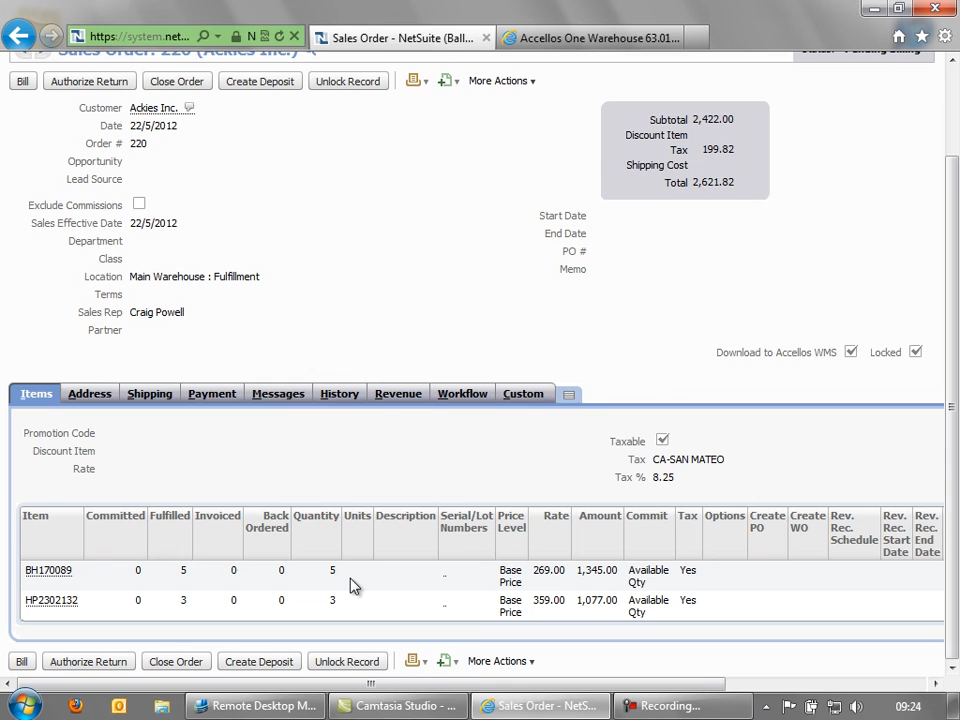 https://system.net...
Sales Order - NetSuite (Ball...
Accellos One Warehouse 63.01...
Sales Order: 220 (Ackies Inc.)
Status: Pending Billing
Bill
Authorize Return
Close Order
Create Deposit
Unlock Record
More Actions
Customer Ackies Inc.
Date 22/5/2012
Order # 220
Opportunity
Lead Source
Exclude Commissions
Sales Effective Date 22/5/2012
Department
Class
Location Main Warehouse : Fulfillment
Terms
Sales Rep Craig Powell
Partner
Subtotal 2,422.00
Discount Item
Tax 199.82
Shipping Cost
Total 2,621.82
Start Date
End Date
PO #
Memo
Download to Accellos WMS
Locked
Items Address Shipping Payment Messages History Revenue Workflow Custom
Promotion Code
Discount Item
Rate
Taxable
Tax CA-SAN MATEO
Tax % 8.25
Item Committed Fulfilled Invoiced Back Ordered Quantity Units Description Serial/Lot Numbers Price Level Rate Amount Commit Tax Options Create PO Create WO Rev. Rec. Schedule Rev. Rec. Start Date Rev. Rec. End Date
BH170089 0 5 0 0 5 .. Base Price 269.00 1,345.00 Available Qty Yes
HP2302132 0 3 0 0 3 .. Base Price 359.00 1,077.00 Available Qty Yes
Bill
Authorize Return
Close Order
Create Deposit
Unlock Record
More Actions
Remote Desktop M...
Camtasia Studio - ...
Sales Order - NetS...
Recording...
09:24